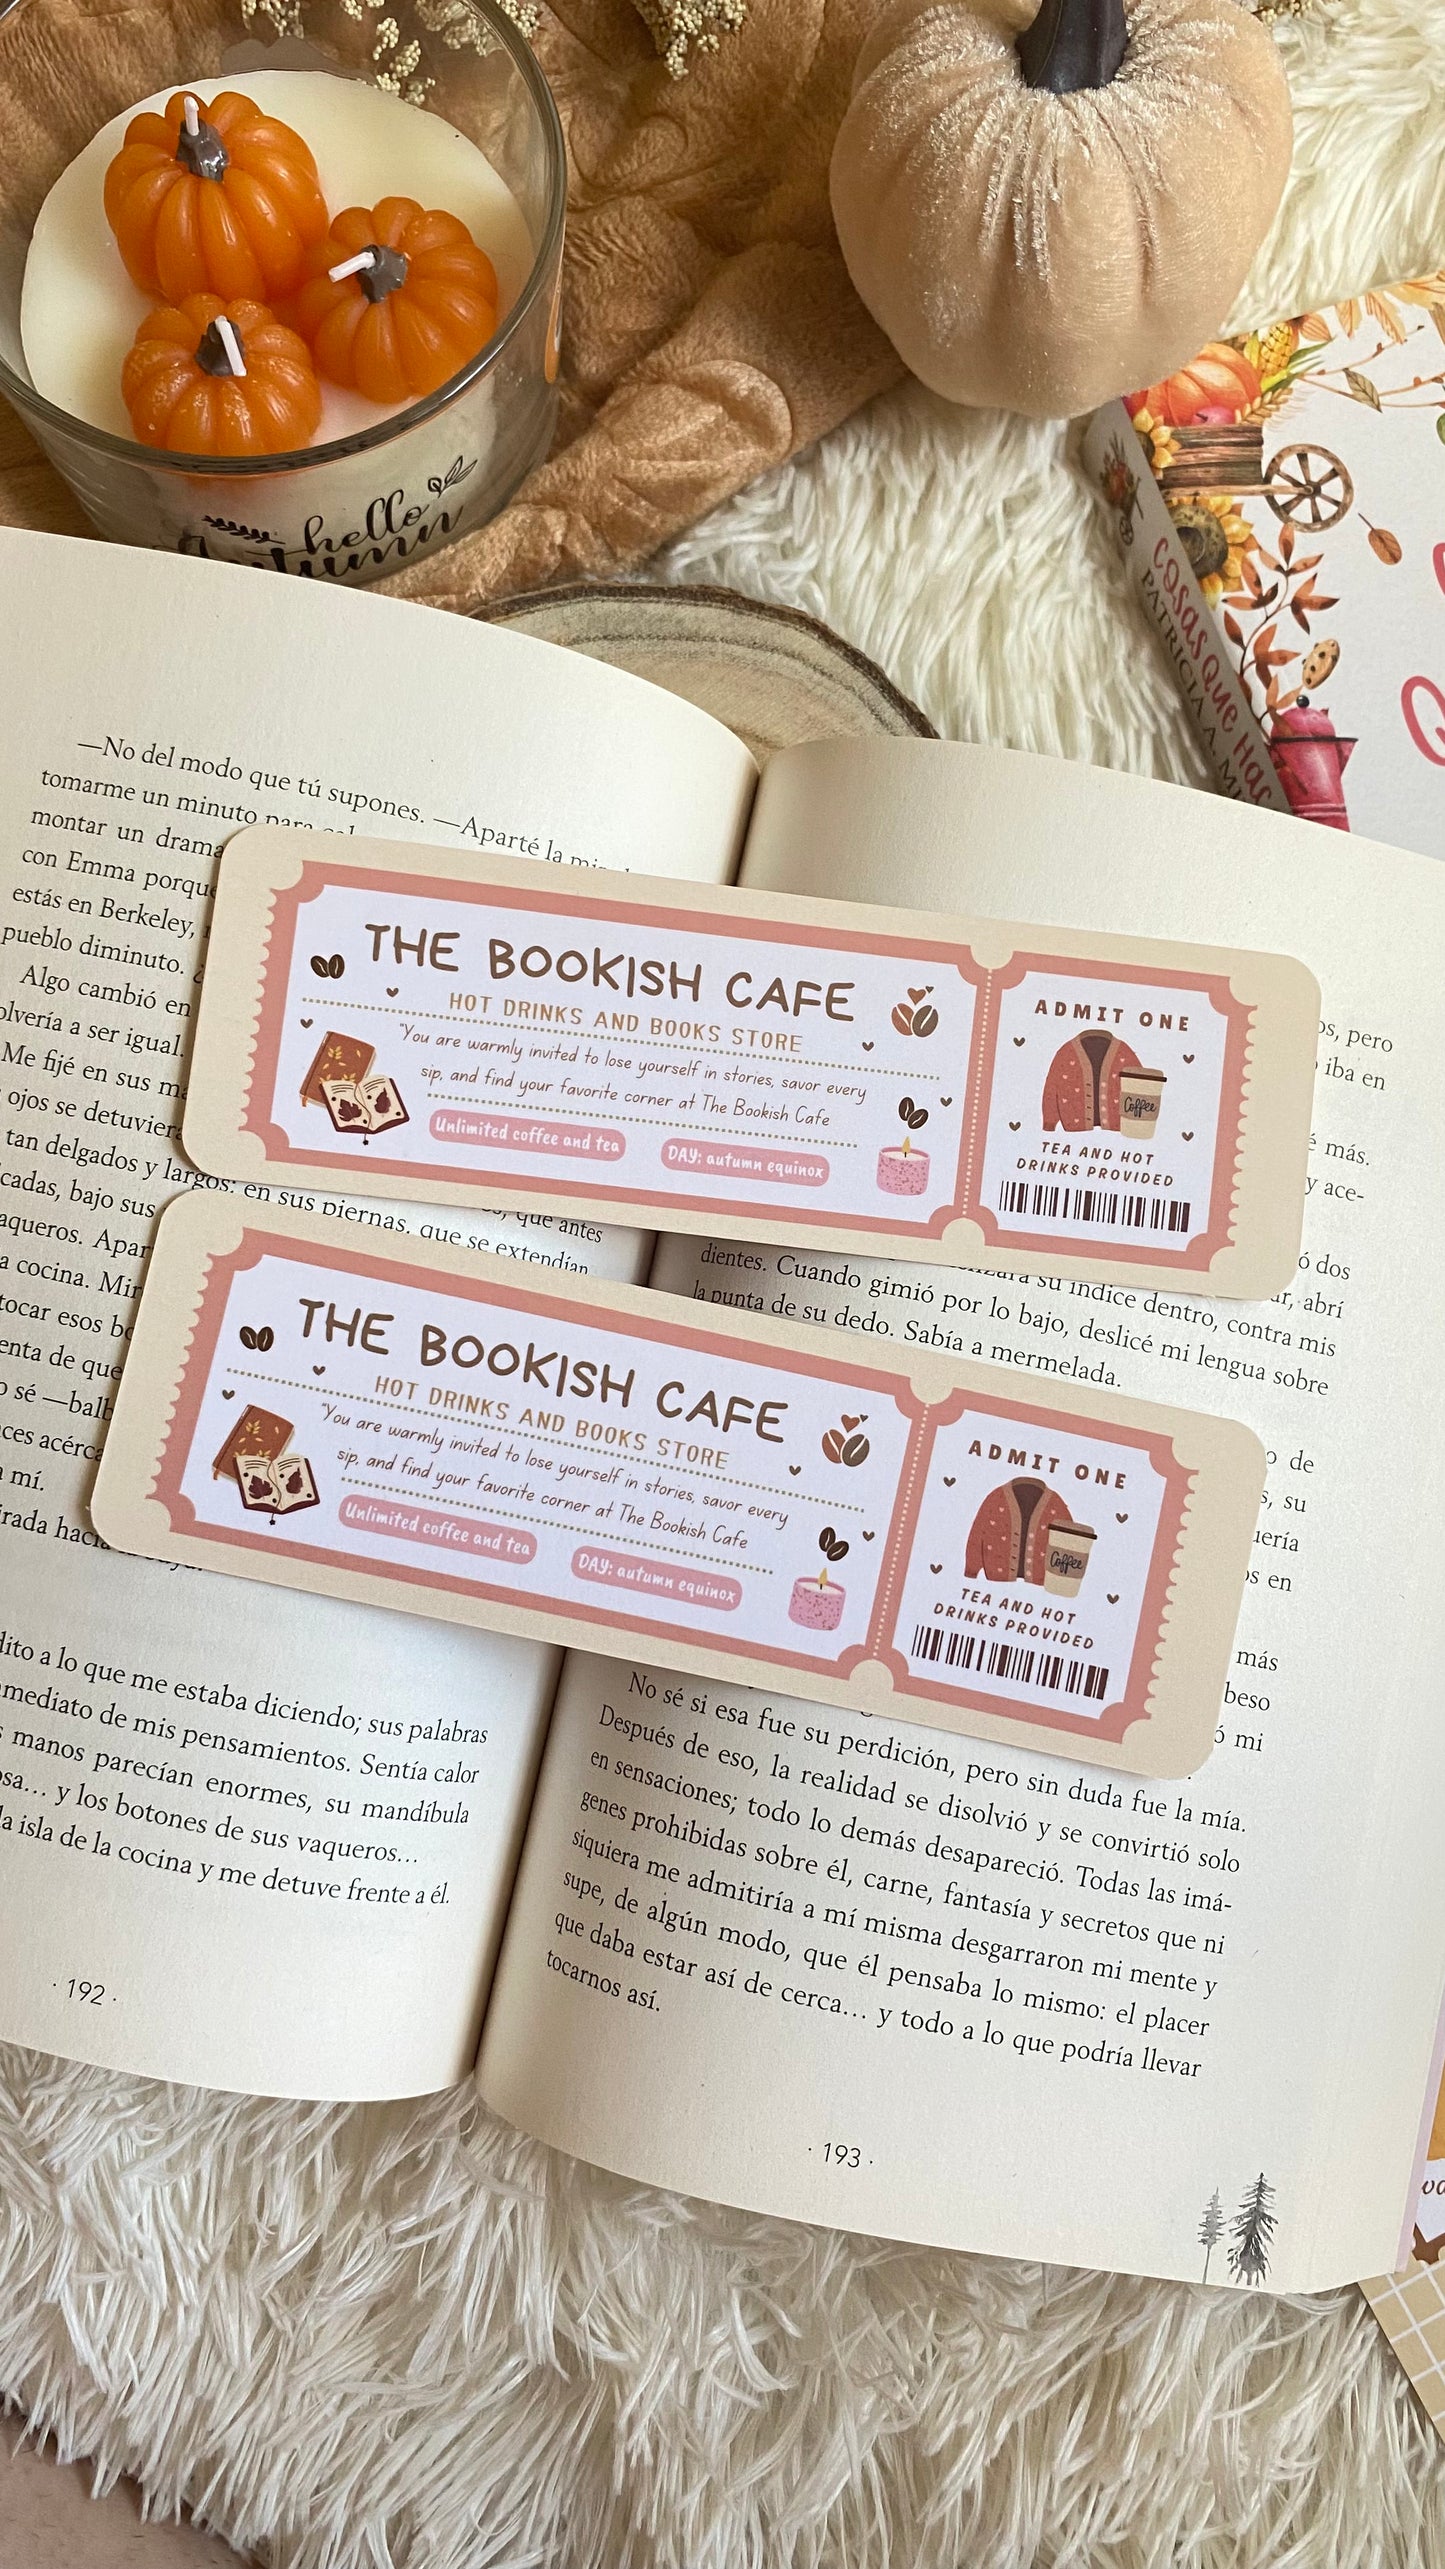 hello
Autumn
COSAS QUE HAC
PATRICIA A. MI
—No del modo que tú supones. —Aparté la
tomarme un minuto para
montar un drama
con Emma porque
estás en Berkeley,
pueblo diminuto.
Algo cambió en
olvería a ser igual.
Me fijé en sus
ojos se detuvier
tan delgados y largos: en sus piernas, que se extendían
que antes
cadas, bajo sus
aqueros. Apar
a cocina. Mir
tocar esos
enta de que
o sé —balb
ces acérca
mí.
irada hacia
THE BOOKISH CAFE
HOT DRINKS AND BOOKS STORE
"You are warmly invited to lose yourself in stories, savor every
sip, and find your favorite corner at The Bookish Cafe
Unlimited coffee and tea
DAY: autumn equinox
ADMIT ONE
Coffee
TEA AND HOT
DRINKS PROVIDED
os, pero
iba en
é más.
y ace-
ó dos
ar, abrí
su índice dentro, contra mis
dientes. Cuando gimió por lo bajo, deslicé mi lengua sobre
la punta de su dedo. Sabía a mermelada.
THE BOOKISH CAFE
HOT DRINKS AND BOOKS STORE
"You are warmly invited to lose yourself in stories, savor every
sip, and find your favorite corner at The Bookish Cafe
Unlimited coffee and tea
DAY: autumn equinox
ADMIT ONE
Coffee
TEA AND HOT
DRINKS PROVIDED
o de
s, su
uería
os en
más
beso
ó mi
dito a lo que me estaba diciendo; sus palabras
mediato de mis pensamientos. Sentía calor
s manos parecían enormes, su mandíbula
osa... y los botones de sus vaqueros...
la isla de la cocina y me detuve frente a él.
· 192 ·
No sé si esa fue su perdición, pero sin duda fue la mía.
Después de eso, la realidad se disolvió y se convirtió solo
en sensaciones; todo lo demás desapareció. Todas las imá-
genes prohibidas sobre él, carne, fantasía y secretos que ni
siquiera me admitiría a mí misma desgarraron mi mente y
supe, de algún modo, que él pensaba lo mismo: el placer
que daba estar así de cerca... y todo a lo que podría llevar
tocarnos así.
· 193 ·